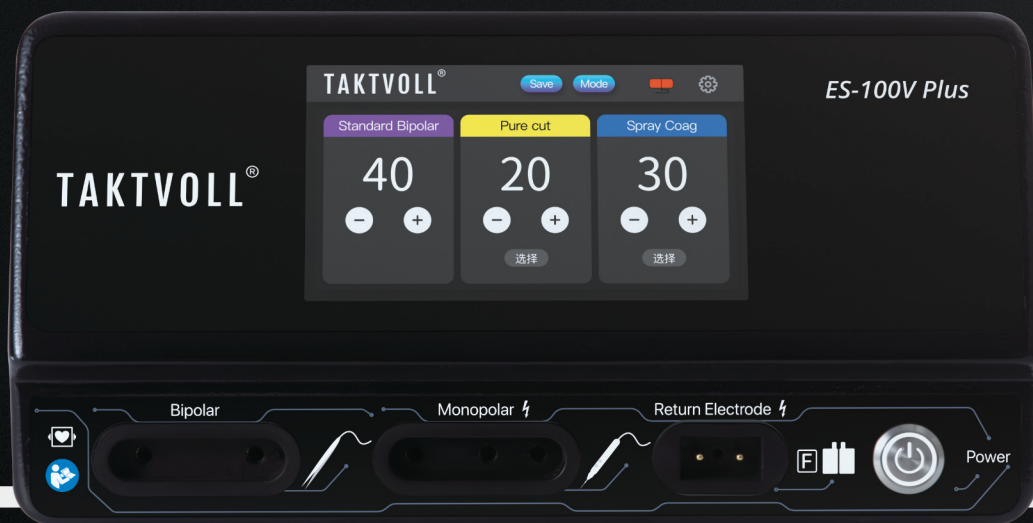 TAKTVOLL®
Save Mode
ES-100V Plus
Standard Bipolar
Pure cut
Spray Coag
TAKTVOLL®
40
20
30
- +
- +
- +
选择
选择
Bipolar
Monopolar
Return Electrode
F
Power